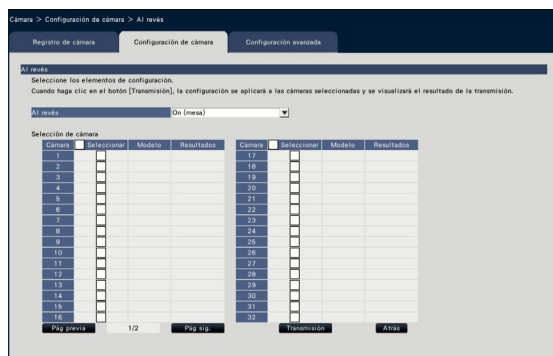 Cámara > Configuración de cámara > Al revés
Registro de cámara Configuración de cámara Configuración avanzada
Al revés
Seleccione los elementos de configuración.
Cuando haga clic en el botón [Transmisión], la configuración se aplicará a las cámaras seleccionadas y se visualizará el resultado de la transmisión.
Al revés On (mesa)
Selección de cámara
Cámara Seleccionar Modelo Resultados Cámara Seleccionar Modelo Resultados
1 17
2 18
3 19
4 20
5 21
6 22
7 23
8 24
9 25
10 26
11 27
12 28
13 29
14 30
15 31
16 32
Pág previa 1/2 Pág sig. Transmisión Atrás